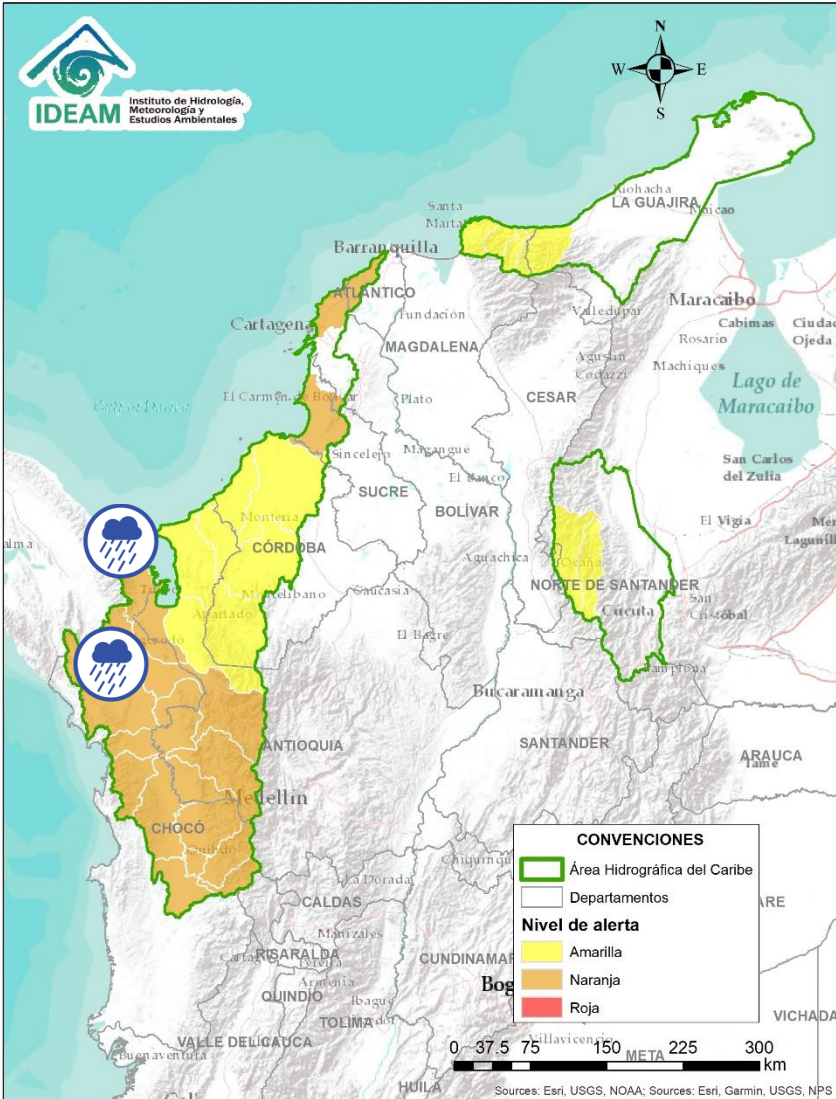 IDEAM
Instituto de Hidrología,
Meteorología y
Estudios Ambientales
N
W
E
S
Riohacha
LA GUAJIRA
Maicao
Santa
Marta
Barranquilla
ATLÁNTICO
Maracaibo
Cartagena
Fundación
Valledupar
Cabimas
Ciudad
Ojeda
MAGDALENA
Rosario
Agustín
Codazzi
Machiques
Lago de
Maracaibo
El Carmen de Bolívar
Plato
CESAR
Sincelejo
Magangue
San Carlos
del Zulia
El Banco
SUCRE
BOLÍVAR
Montería
El Vigía
CÓRDOBA
Aguachica
Ocaña
NORTE DE SANTANDER
Turbo
Apartadó
Montelibano
Caucasia
San
Cristóbal
Cucuta
El Bagre
Pamplona
Bucaramanga
ANTIOQUIA
SANTANDER
ARAUCA
Tame
Medellín
CHOCÓ
Quibdó
La Dorada
CALDAS
Manizales
RISARALDA
Pereira
Armenia
QUINDÍO
Ibagué
TOLIMA
VALLE DEL CAUCA
Buenaventura
HUILA
Villavicencio
META
VICHADA
CONVENCIONES
Área Hidrográfica del Caribe
Departamentos
Nivel de alerta
Amarilla
Naranja
Roja
0 37.5 75 150 225 300
km
Sources: Esri, USGS, NOAA; Sources: Esri, Garmin, USGS, NPS